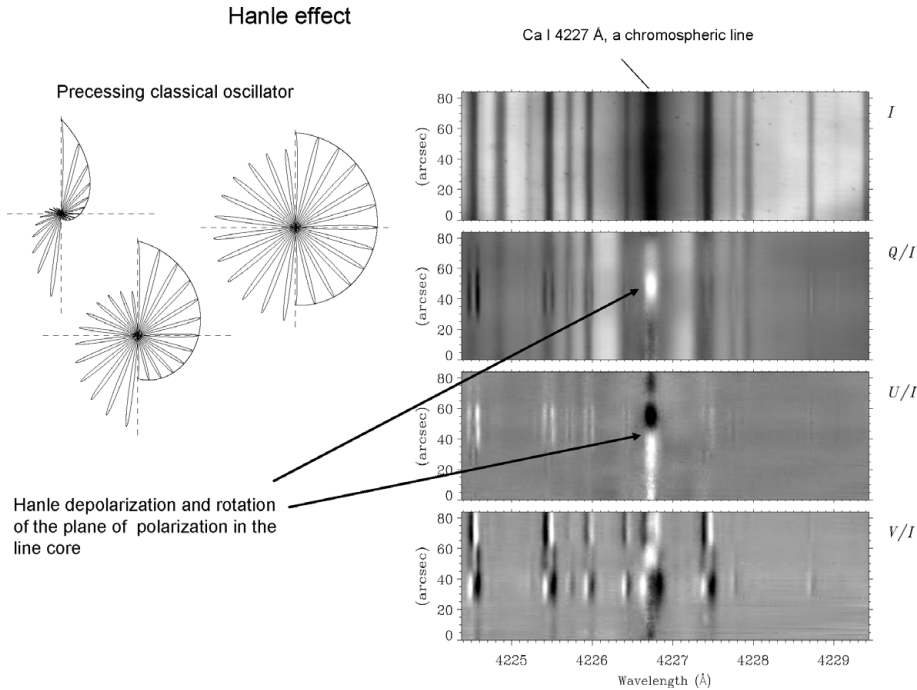 Hanle effect
Ca I 4227 Å, a chromospheric line
Precessing classical oscillator
80
60
40
20
0
(arcsec)
I
80
60
40
20
0
(arcsec)
Q/I
80
60
40
20
0
(arcsec)
U/I
Hanle depolarization and rotation
of the plane of polarization in the
line core
80
60
40
20
0
(arcsec)
V/I
4225 4226 4227 4228 4229
Wavelength (Å)